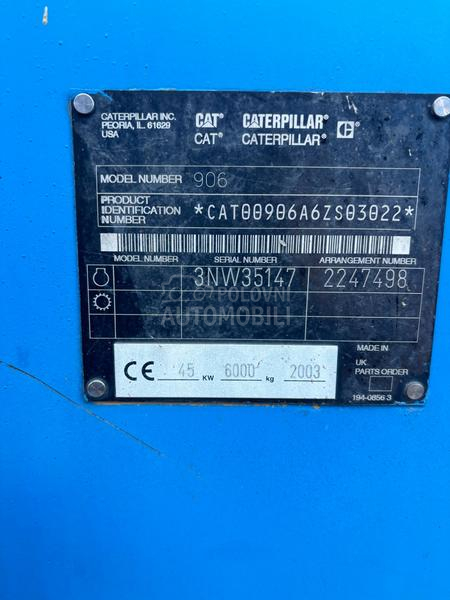 CATERPILLAR INC. CAT® CATERPILLAR®
PEORIA, IL. 61629
USA CAT® CATERPILLAR® C ®
MODEL NUMBER 906
PRODUCT
IDENTIFICATION *CAT00906A6ZS03022*
NUMBER
MODEL NUMBER SERIAL NUMBER ARRANGEMENT NUMBER
3NW35147 2247498
POLOVNI
AUTOMOBILI
MADE IN
CE 45 KW 6000 kg 2003 UK
PARTS ORDER
194-0856 3